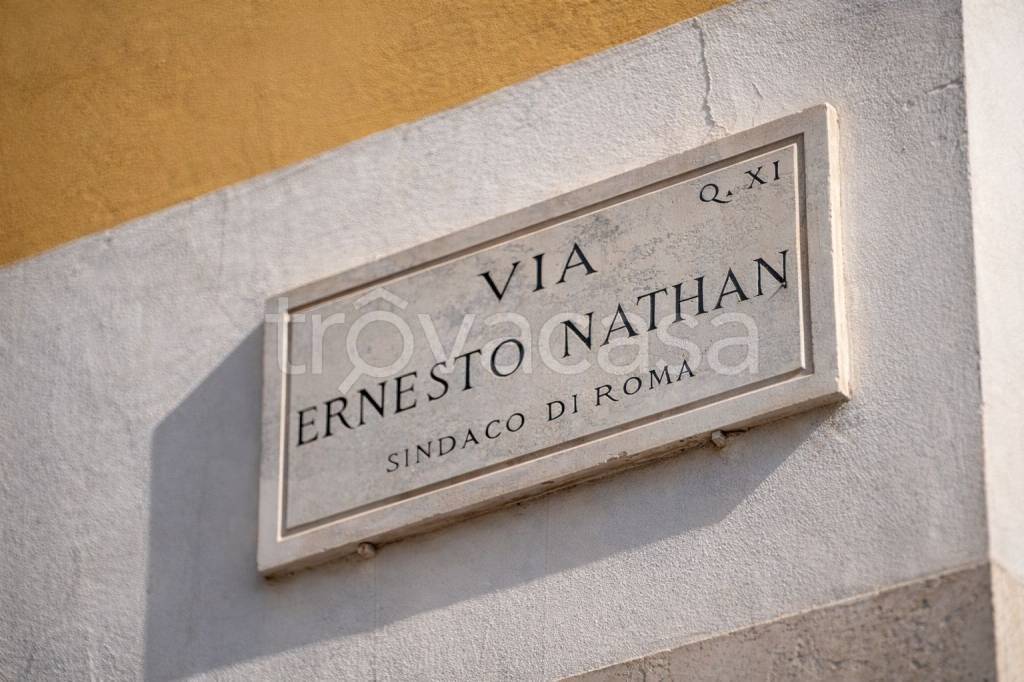 Q. XI
VIA
ERNESTO NATHAN
SINDACO DI ROMA
trovacasa